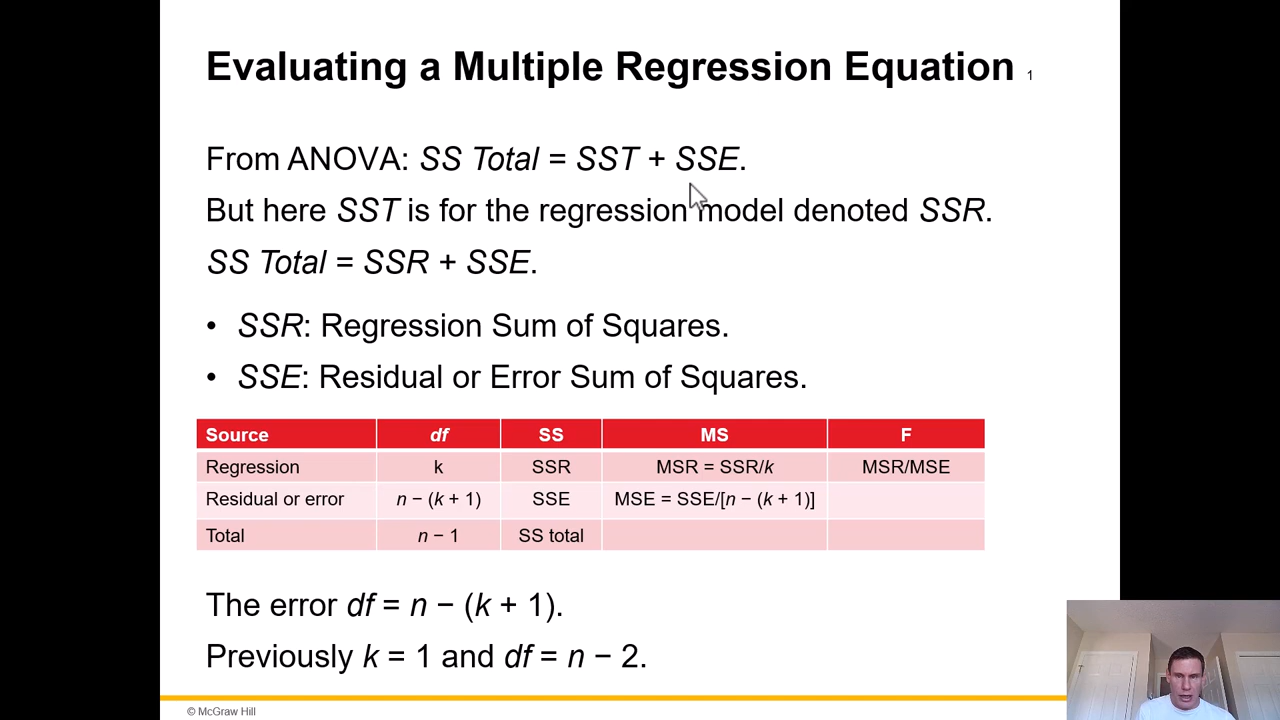 Evaluating a Multiple Regression Equation 1
From ANOVA: SS Total = SST + SSE.
But here SST is for the regression model denoted SSR.
SS Total = SSR + SSE.
• SSR: Regression Sum of Squares.
• SSE: Residual or Error Sum of Squares.
Source df SS MS F
Regression k SSR MSR = SSR/k MSR/MSE
Residual or error n − (k + 1) SSE MSE = SSE/[n − (k + 1)]
Total n − 1 SS total
The error df = n − (k + 1).
Previously k = 1 and df = n − 2.
© McGraw Hill